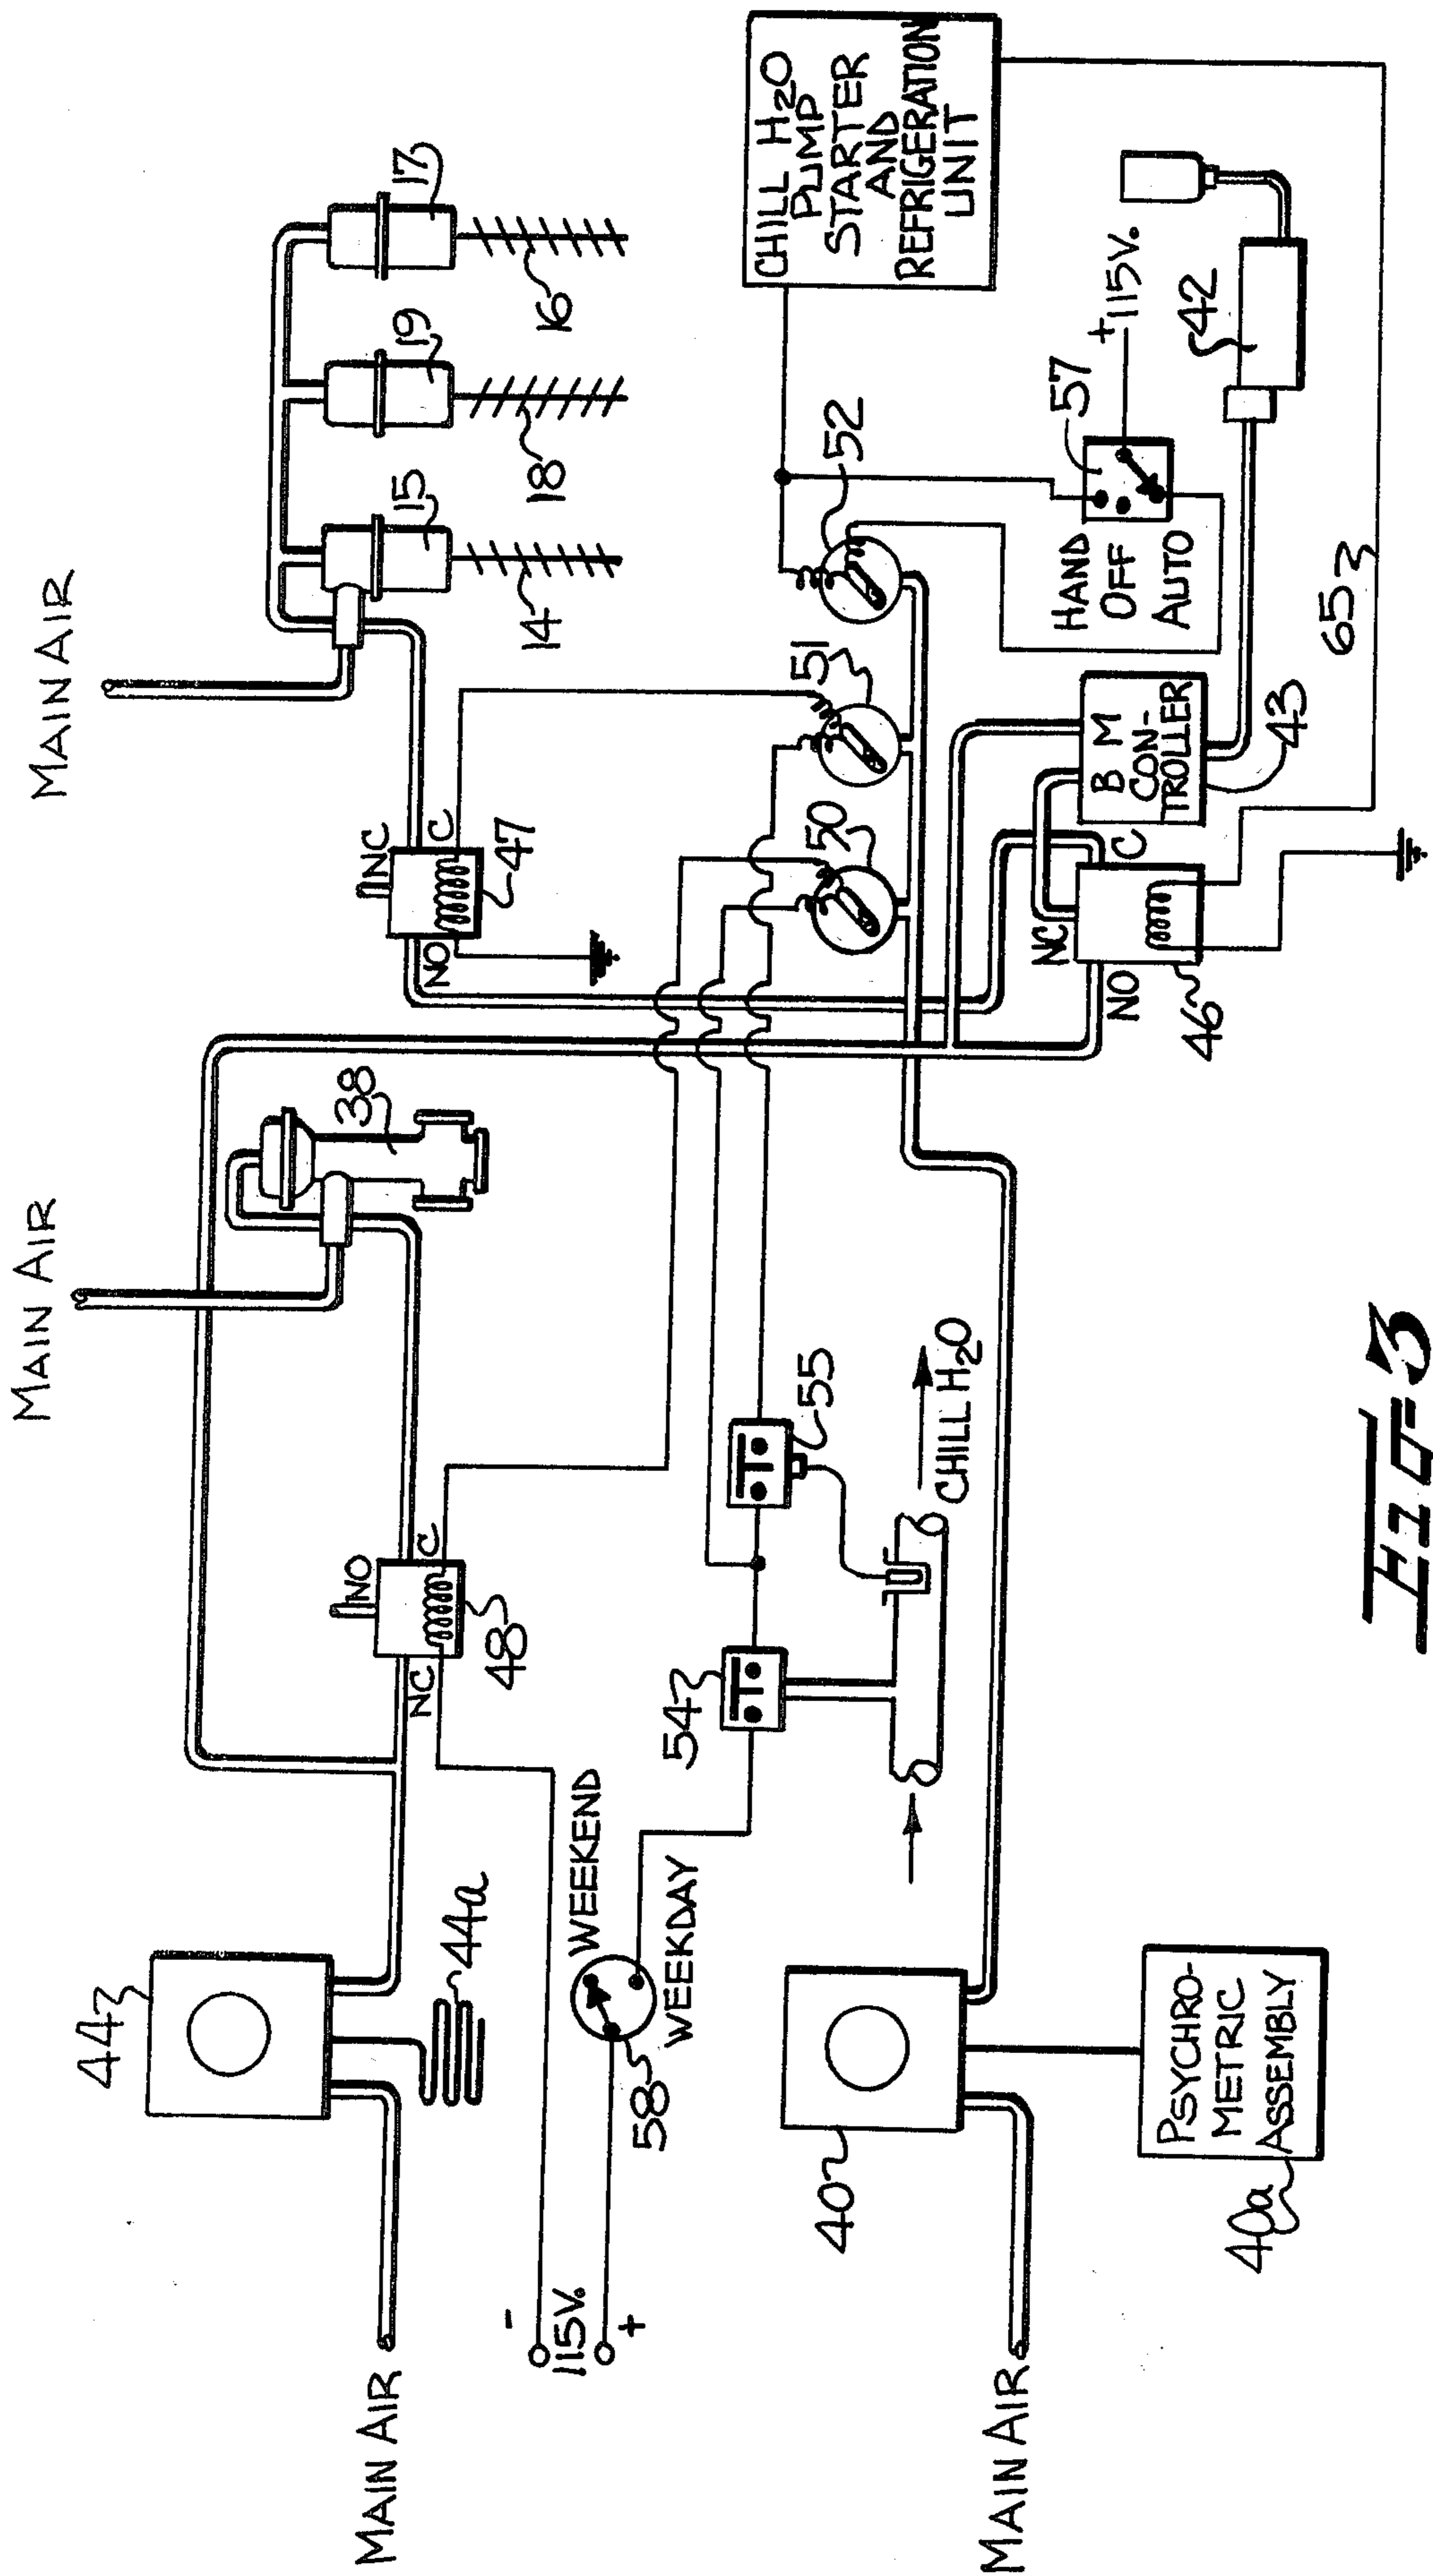 MAIN AIR
MAIN AIR
44
44a
NO
C
NC
48
38
NC
C
NO
47
15
19
17
14
18
16
-
115V.
+
58
WEEKEND
WEEKDAY
54
55
CHILL H2O
50
51
52
CHILL H2O
PUMP
STARTER
AND
REFRIGERATION
UNIT
MAIN AIR
MAIN AIR
40
40a
PSYCHRO-
METRIC
ASSEMBLY
NC
C
NO
46
B M
CON-
TROLLER
43
HAND
OFF
AUTO
57
+115V.
42
65
FIG-3